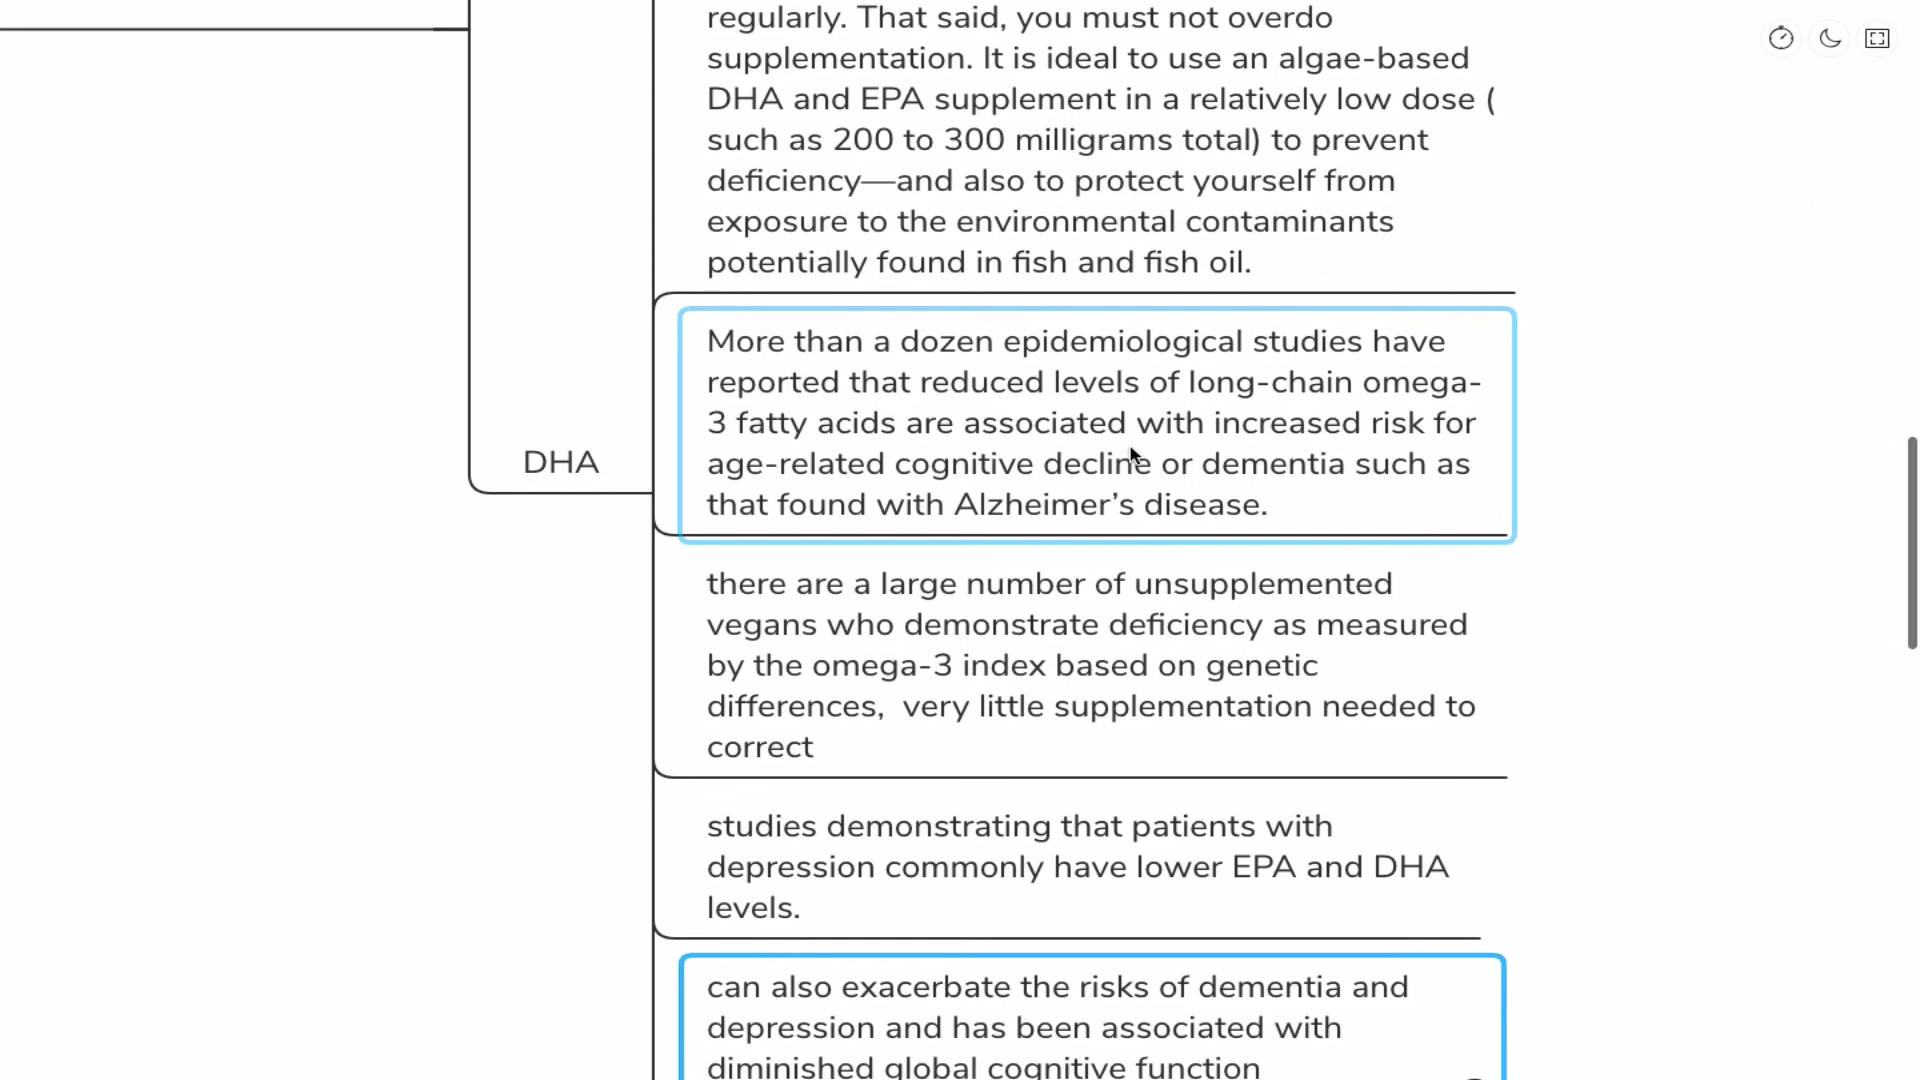 regularly. That said, you must not overdo
supplementation. It is ideal to use an algae-based
DHA and EPA supplement in a relatively low dose (
such as 200 to 300 milligrams total) to prevent
deficiency—and also to protect yourself from
exposure to the environmental contaminants
potentially found in fish and fish oil.
More than a dozen epidemiological studies have
reported that reduced levels of long-chain omega-
3 fatty acids are associated with increased risk for
age-related cognitive decline or dementia such as
that found with Alzheimer’s disease.
DHA
there are a large number of unsupplemented
vegans who demonstrate deficiency as measured
by the omega-3 index based on genetic
differences,  very little supplementation needed to
correct
studies demonstrating that patients with
depression commonly have lower EPA and DHA
levels.
can also exacerbate the risks of dementia and
depression and has been associated with
diminished global cognitive function